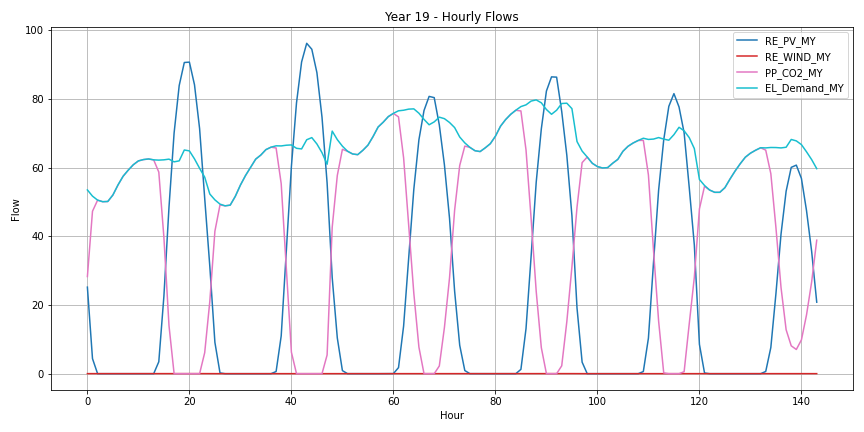 Year 19 - Hourly Flows
RE_PV_MY
RE_WIND_MY
PP_CO2_MY
EL_Demand_MY
100
80
60
40
20
0
Flow
0 20 40 60 80 100 120 140
Hour